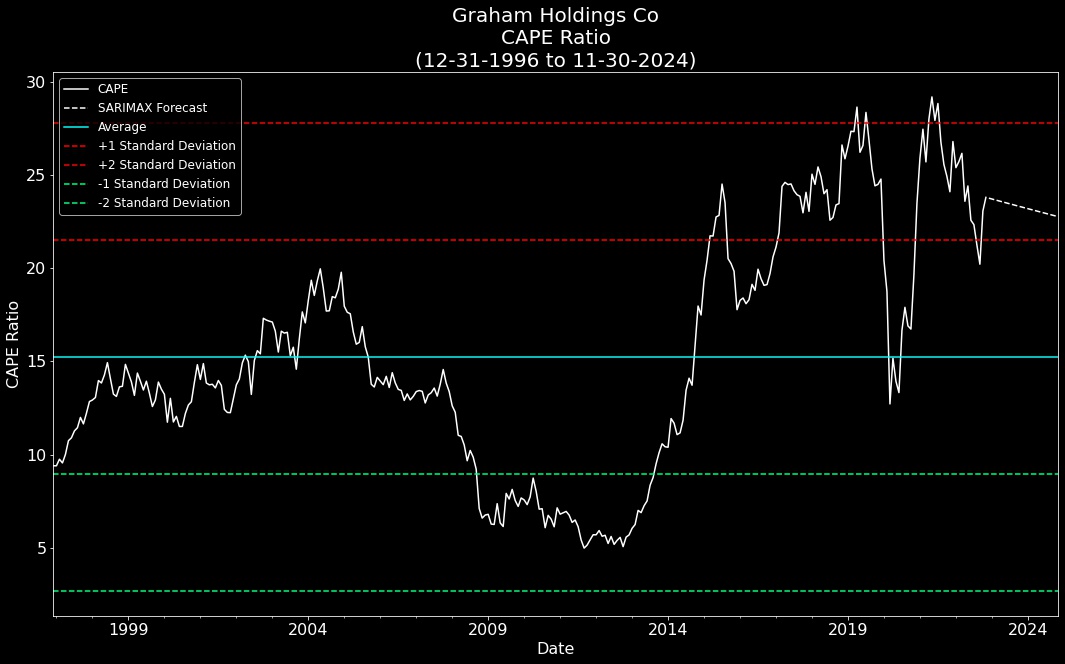 Graham Holdings Co
CAPE Ratio
(12-31-1996 to 11-30-2024)
CAPE
SARIMAX Forecast
Average
+1 Standard Deviation
+2 Standard Deviation
-1 Standard Deviation
-2 Standard Deviation
CAPE Ratio
30
25
20
15
10
5
1999 2004 2009 2014 2019 2024
Date